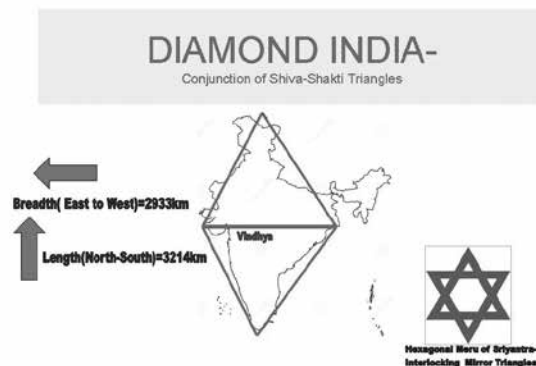 DIAMOND INDIA-
Conjunction of Shiva-Shakti Triangles
Breadth( East to West)=2933km
Vindhya
Length(North-South)=3214km
Hexagonal Meru of Sriyantra-
Interlocking Mirror Triangles